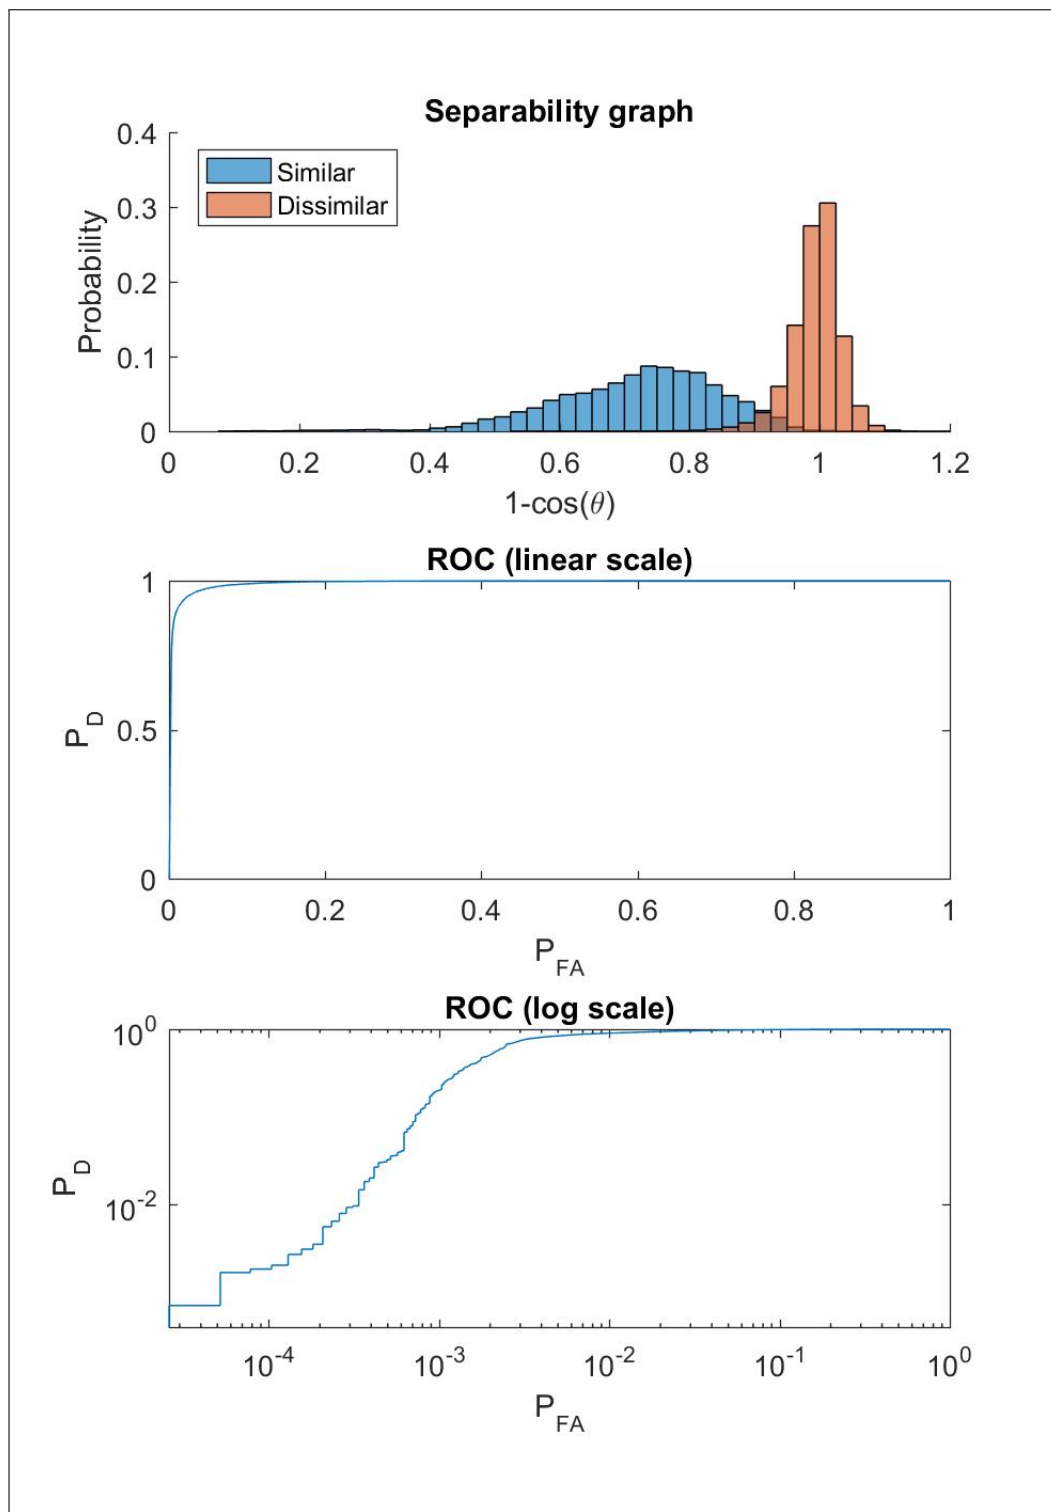 Separability graph
0.4
0.3
0.2
0.1
0
Probability
Similar
Dissimilar
0 0.2 0.4 0.6 0.8 1 1.2
1-cos(θ)
ROC (linear scale)
1
0.5
0
P_D
0 0.2 0.4 0.6 0.8 1
P_FA
ROC (log scale)
10^0
10^-2
P_D
10^-4 10^-3 10^-2 10^-1 10^0
P_FA